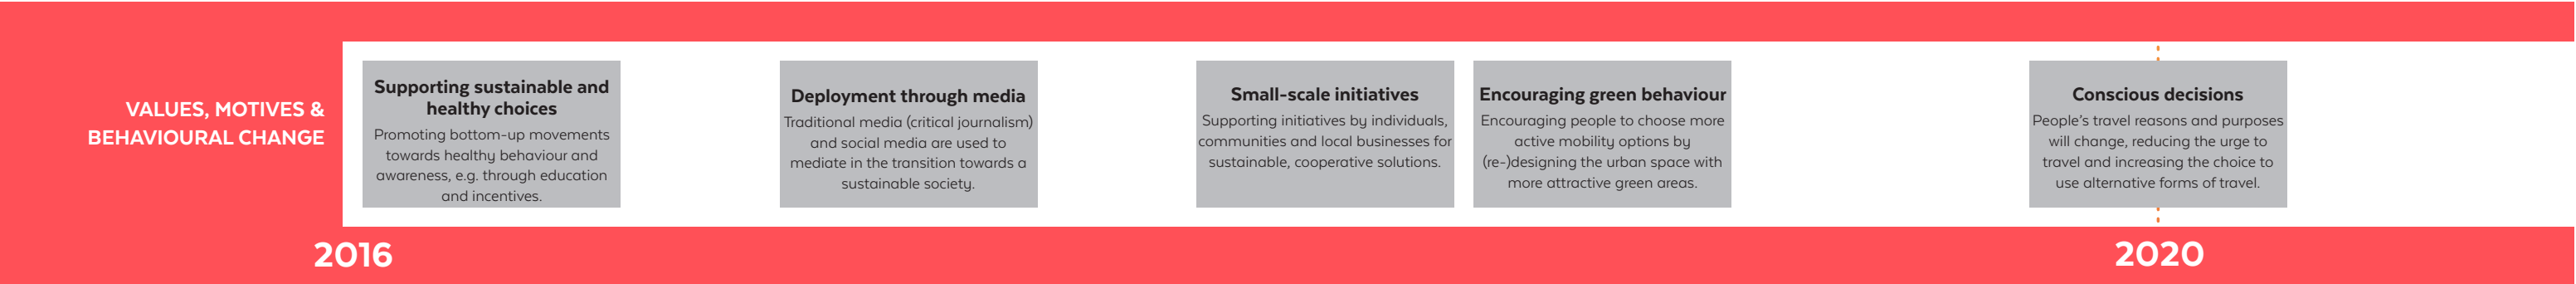 VALUES, MOTIVES &
BEHAVIOURAL CHANGE
Supporting sustainable and
healthy choices
Promoting bottom-up movements
towards healthy behaviour and
awareness, e.g. through education
and incentives.
Deployment through media
Traditional media (critical journalism)
and social media are used to
mediate in the transition towards a
sustainable society.
Small-scale initiatives
Supporting initiatives by individuals,
communities and local businesses for
sustainable, cooperative solutions.
Encouraging green behaviour
Encouraging people to choose more
active mobility options by
(re-)designing the urban space with
more attractive green areas.
Conscious decisions
People's travel reasons and purposes
will change, reducing the urge to
travel and increasing the choice to
use alternative forms of travel.
2016
2020